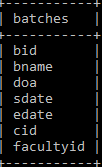 +-----------+
| batches   |
+-----------+
| bid       |
| bname     |
| doa       |
| sdate     |
| edate     |
| cid       |
| facultyid |
+-----------+